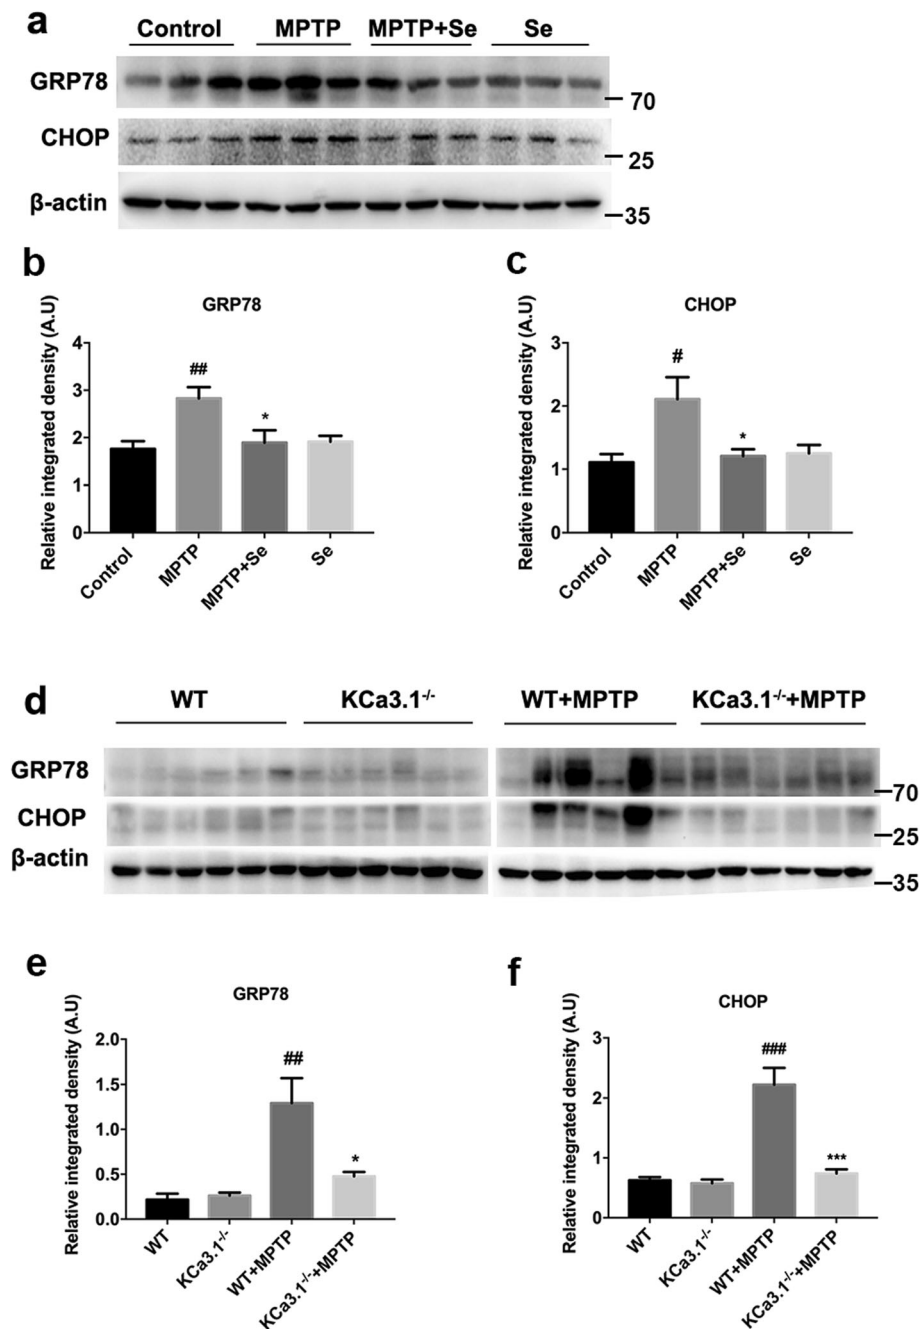 a
Control MPTP MPTP+Se Se
GRP78
70
CHOP
25
β-actin
35
b
GRP78
Relative integrated density (A.U)
4
3
2
1
0
##
*
Control MPTP MPTP+Se Se
c
CHOP
Relative integrated density (A.U)
3
2
1
0
#
*
Control MPTP MPTP+Se Se
d
WT KCa3.1-/- WT+MPTP KCa3.1-/-+MPTP
GRP78
70
CHOP
25
β-actin
35
e
GRP78
Relative integrated density (A.U)
2.0
1.5
1.0
0.5
0.0
##
*
WT KCa3.1-/- WT+MPTP KCa3.1-/-+MPTP
f
CHOP
Relative integrated density (A.U)
3
2
1
0
###
***
WT KCa3.1-/- WT+MPTP KCa3.1-/-+MPTP